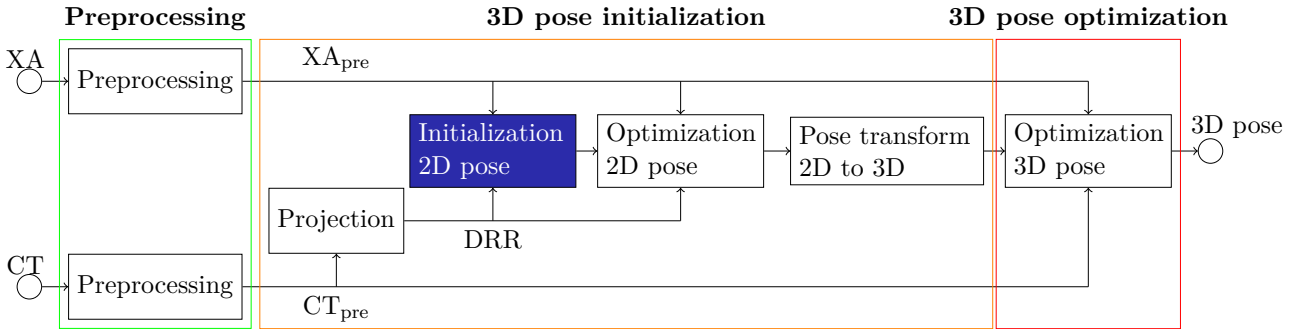 Preprocessing
3D pose initialization
3D pose optimization
XA
Preprocessing
XApre
Initialization
2D pose
Optimization
2D pose
Pose transform
2D to 3D
Optimization
3D pose
3D pose
Projection
DRR
CT
Preprocessing
CTpre